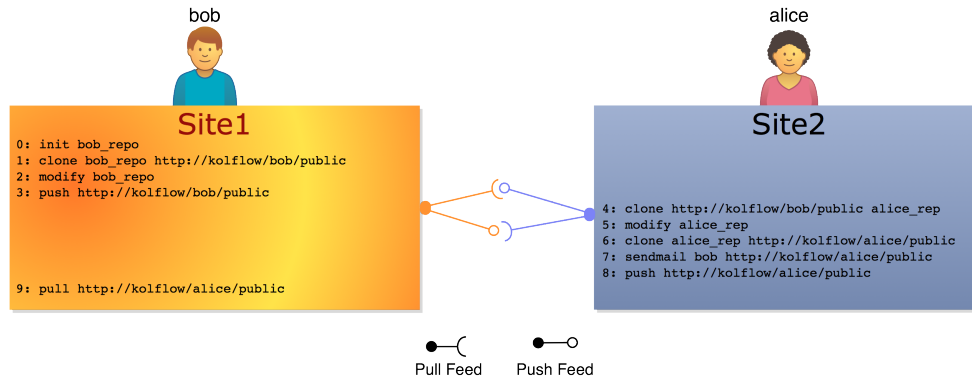 bob
alice
Site1
0: init bob_repo
1: clone bob_repo http://kolflow/bob/public
2: modify bob_repo
3: push http://kolflow/bob/public
9: pull http://kolflow/alice/public
Site2
4: clone http://kolflow/bob/public alice_rep
5: modify alice_rep
6: clone alice_rep http://kolflow/alice/public
7: sendmail bob http://kolflow/alice/public
8: push http://kolflow/alice/public
Pull Feed
Push Feed